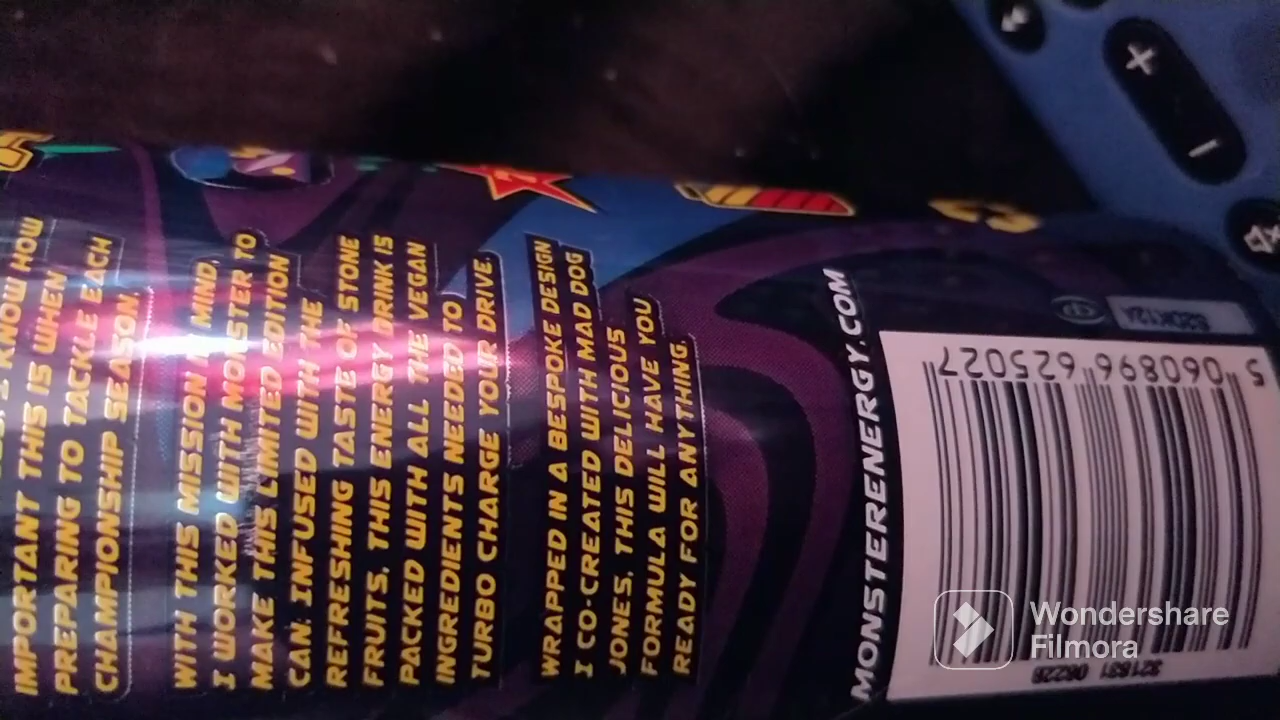 2 KNOW HOW
IMPORTANT THIS IS WHEN
PREPARING TO TACKLE EACH
CHAMPIONSHIP SEASON.
WITH THIS MISSION IN MIND,
I WORKED WITH MONSTER TO
MAKE THIS LIMITED EDITION
CAN. INFUSED WITH THE
REFRESHING TASTE OF STONE
FRUITS. THIS ENERGY DRINK IS
PACKED WITH ALL THE VEGAN
INGREDIENTS NEEDED TO
TURBO CHARGE YOUR DRIVE.
WRAPPED IN A BESPOKE DESIGN
I CO-CREATED WITH MAD DOG
JONES, THIS DELICIOUS
FORMULA WILL HAVE YOU
READY FOR ANYTHING.
MONSTERENERGY.COM
5 060896 625027
Wondershare
Filmora